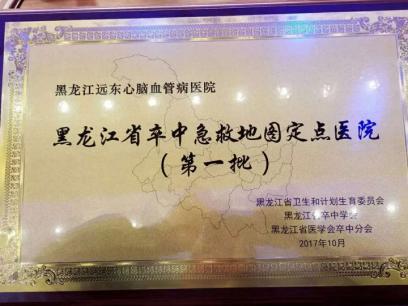 黑龙江远东心脑血管病医院
黑龙江省卒中急救地图定点医院
（第一批）
黑龙江省卫生和计划生育委员会
黑龙江省卒中学会
黑龙江省医学会卒中分会
2017年10月